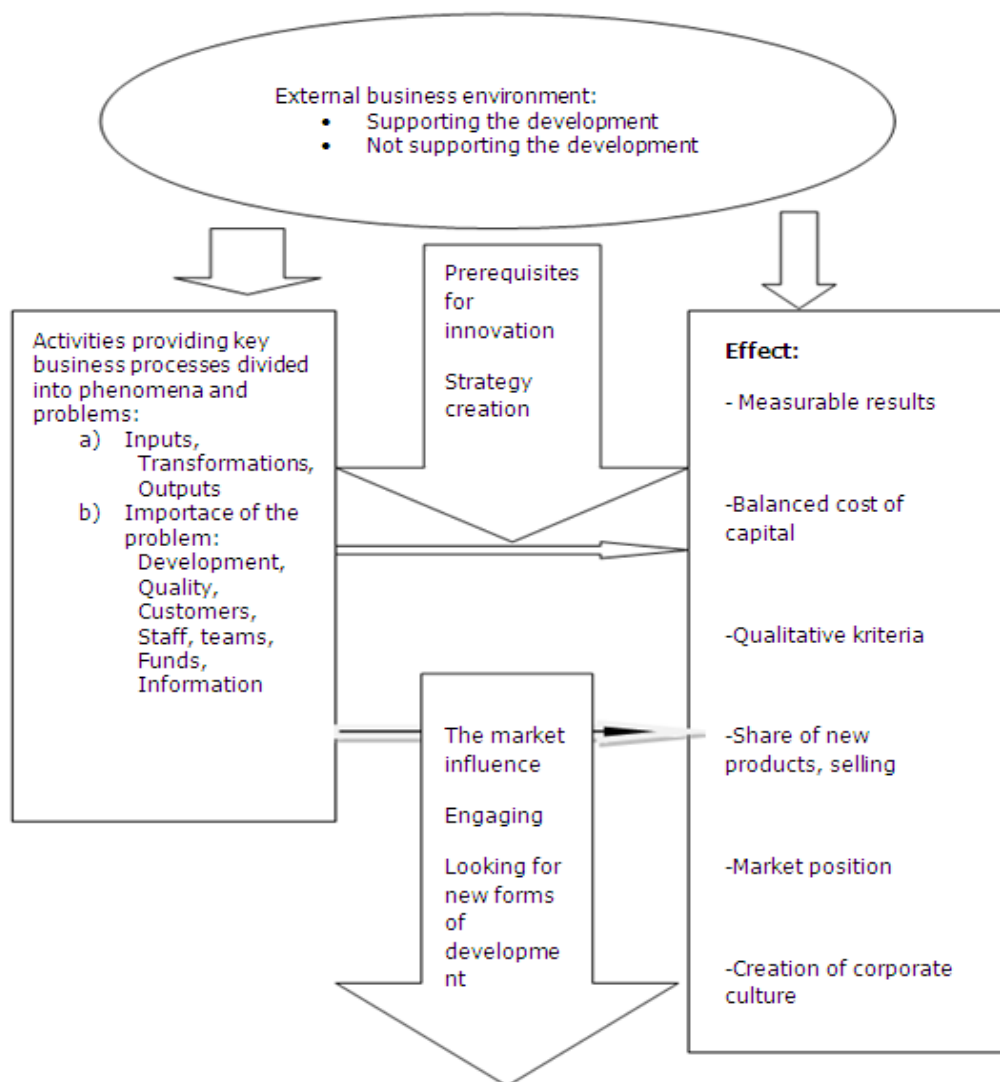 External business environment:
• Supporting the development
• Not supporting the development
Prerequisites
for
innovation
Strategy
creation
Activities providing key
business processes divided
into phenomena and
problems:
a) Inputs,
Transformations,
Outputs
b) Importace of the
problem:
Development,
Quality,
Customers,
Staff, teams,
Funds,
Information
The market
influence
Engaging
Looking for
new forms
of
developme
nt
Effect:
- Measurable results
-Balanced cost of
capital
-Qualitative kriteria
-Share of new
products, selling
-Market position
-Creation of corporate
culture